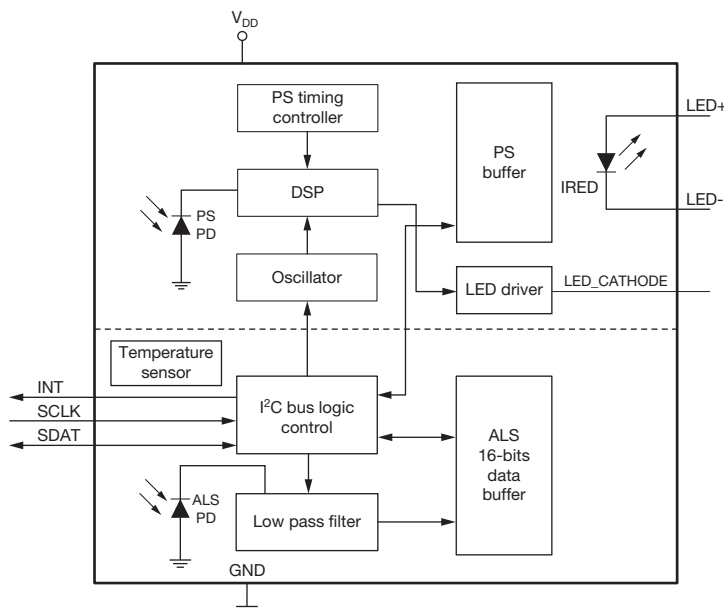 V_DD
PS timing
controller
LED+
PS
buffer
DSP
IRED
PS
PD
LED-
Oscillator
LED driver
LED_CATHODE
Temperature
sensor
INT
SCLK
SDAT
I²C bus logic
control
ALS
16-bits
data
buffer
ALS
PD
Low pass filter
GND